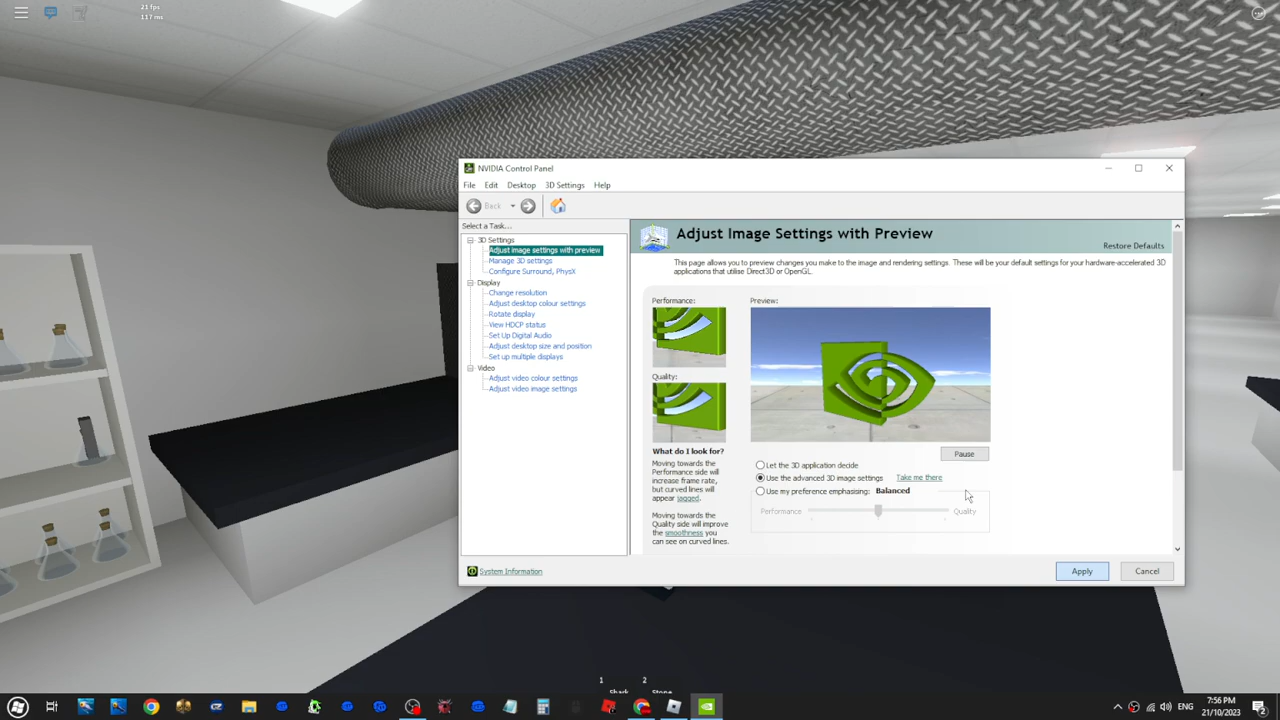 21 fps
117 ms
NVIDIA Control Panel
File Edit Desktop 3D Settings Help
Back
Select a Task...
3D Settings
Adjust image settings with preview
Manage 3D settings
Configure Surround, PhysX
Display
Change resolution
Adjust desktop colour settings
Rotate display
View HDCP status
Set Up Digital Audio
Adjust desktop size and position
Set up multiple displays
Video
Adjust video colour settings
Adjust video image settings
System Information
Adjust Image Settings with Preview
Restore Defaults
This page allows you to preview changes you make to the image and rendering settings. These will be your default settings for your hardware-accelerated 3D
applications that utilise Direct3D or OpenGL.
Performance:
Quality:
What do I look for?
Moving towards the
Performance side will
increase frame rate,
but curved lines will
appear jagged.
Moving towards the
Quality side will improve
the smoothness you
can see on curved lines.
Preview:
Pause
Let the 3D application decide
Use the advanced 3D image settings Take me there
Use my preference emphasising: Balanced
Performance Quality
Apply Cancel
1 2
Shark Stone
ENG
7:56 PM
21/10/2023
2